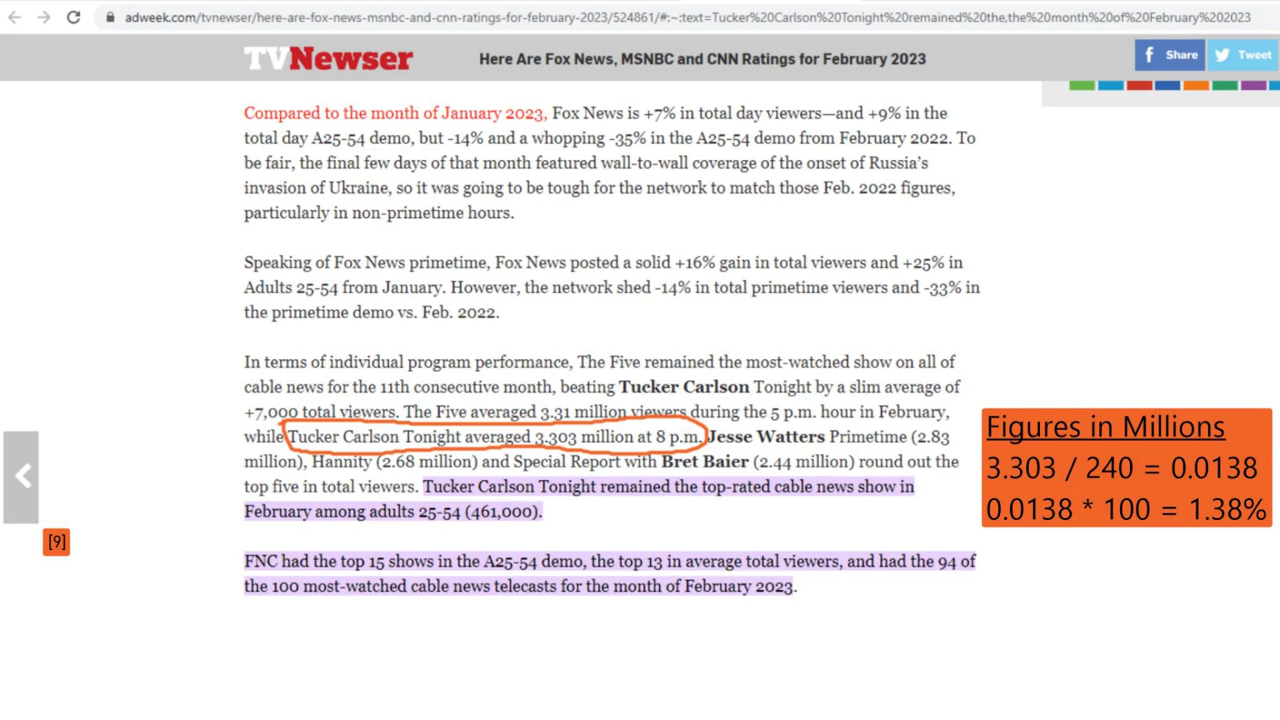 adweek.com/tvnewser/here-are-fox-news-msnbc-and-cnn-ratings-for-february-2023/524861/#:~:text=Tucker%20Carlson%20Tonight%20remained%20the,the%20month%20of%20February%202023
TVNewser
Here Are Fox News, MSNBC and CNN Ratings for February 2023
Share
Tweet
Compared to the month of January 2023, Fox News is +7% in total day viewers—and +9% in the
total day A25-54 demo, but -14% and a whopping -35% in the A25-54 demo from February 2022. To
be fair, the final few days of that month featured wall-to-wall coverage of the onset of Russia's
invasion of Ukraine, so it was going to be tough for the network to match those Feb. 2022 figures,
particularly in non-primetime hours.
Speaking of Fox News primetime, Fox News posted a solid +16% gain in total viewers and +25% in
Adults 25-54 from January. However, the network shed -14% in total primetime viewers and -33% in
the primetime demo vs. Feb. 2022.
In terms of individual program performance, The Five remained the most-watched show on all of
cable news for the 11th consecutive month, beating Tucker Carlson Tonight by a slim average of
+7,000 total viewers. The Five averaged 3.31 million viewers during the 5 p.m. hour in February,
while Tucker Carlson Tonight averaged 3.303 million at 8 p.m. Jesse Watters Primetime (2.83
million), Hannity (2.68 million) and Special Report with Bret Baier (2.44 million) round out the
top five in total viewers. Tucker Carlson Tonight remained the top-rated cable news show in
February among adults 25-54 (461,000).
FNC had the top 15 shows in the A25-54 demo, the top 13 in average total viewers, and had the 94 of
the 100 most-watched cable news telecasts for the month of February 2023.
Figures in Millions
3.303 / 240 = 0.0138
0.0138 * 100 = 1.38%
[9]